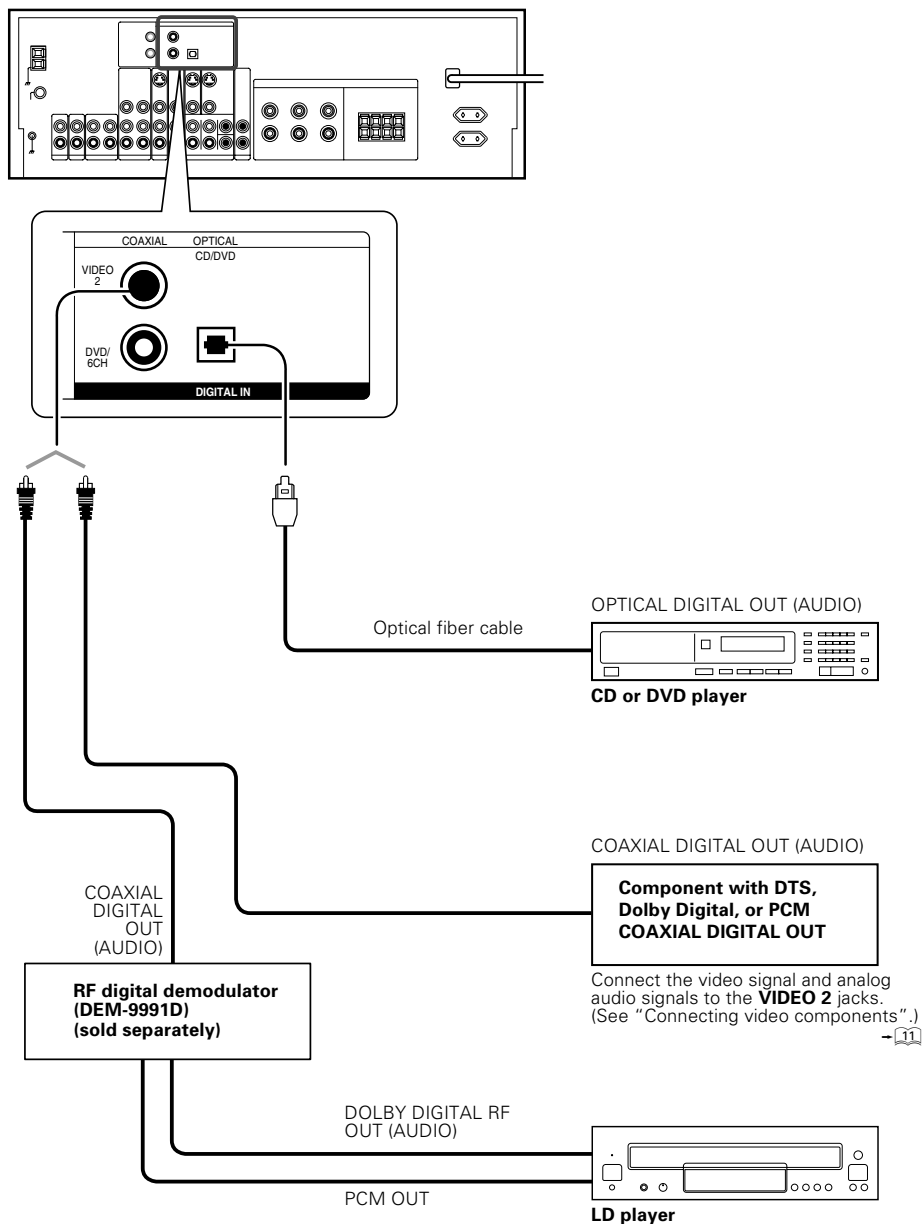 COAXIAL OPTICAL
CD/DVD
VIDEO
2
DVD/
6CH
DIGITAL IN
OPTICAL DIGITAL OUT (AUDIO)
Optical fiber cable
CD or DVD player
COAXIAL DIGITAL OUT (AUDIO)
Component with DTS,
Dolby Digital, or PCM
COAXIAL DIGITAL OUT
COAXIAL
DIGITAL
OUT
(AUDIO)
Connect the video signal and analog
audio signals to the VIDEO 2 jacks.
(See “Connecting video components”.)
→ 11
RF digital demodulator
(DEM-9991D)
(sold separately)
DOLBY DIGITAL RF
OUT (AUDIO)
PCM OUT
LD player